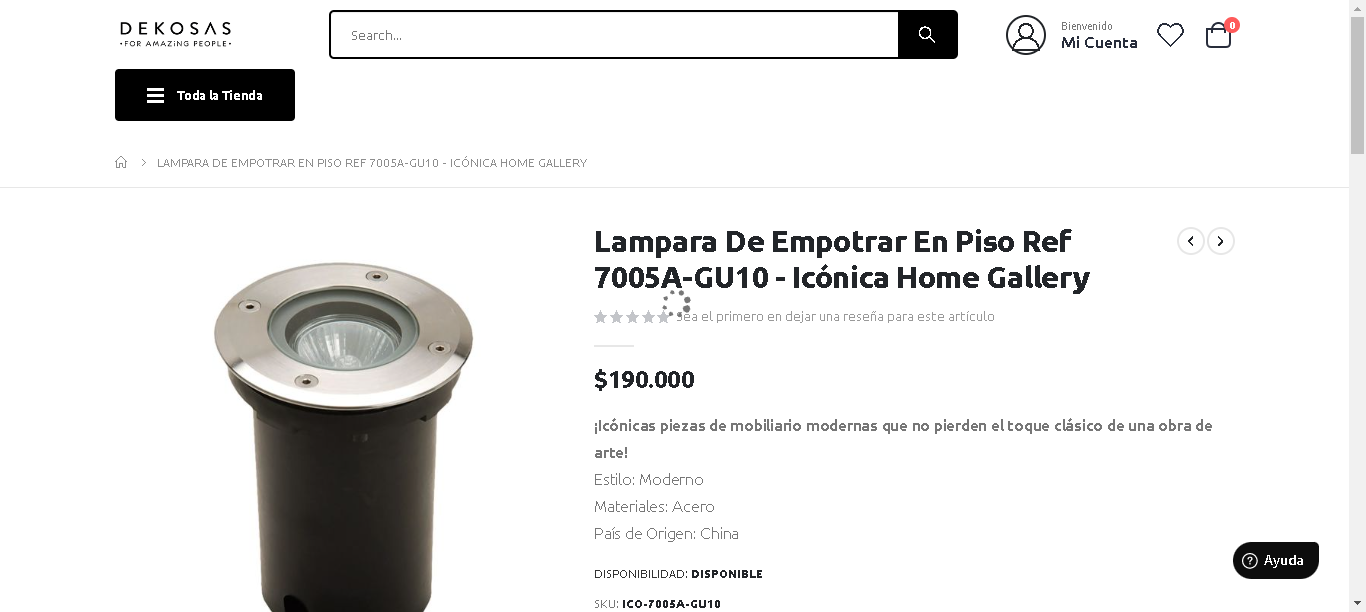 DEKOSAS
•FOR AMAZING PEOPLE•
Search...
Bienvenido
Mi Cuenta
0
Toda la Tienda
LAMPARA DE EMPOTRAR EN PISO REF 7005A-GU10 - ICÓNICA HOME GALLERY
Lampara De Empotrar En Piso Ref
7005A-GU10 - Icónica Home Gallery
Sea el primero en dejar una reseña para este artículo
$190.000
¡Icónicas piezas de mobiliario modernas que no pierden el toque clásico de una obra de
arte!
Estilo: Moderno
Materiales: Acero
País de Origen: China
DISPONIBILIDAD: DISPONIBLE
SKU: ICO-7005A-GU10
Ayuda